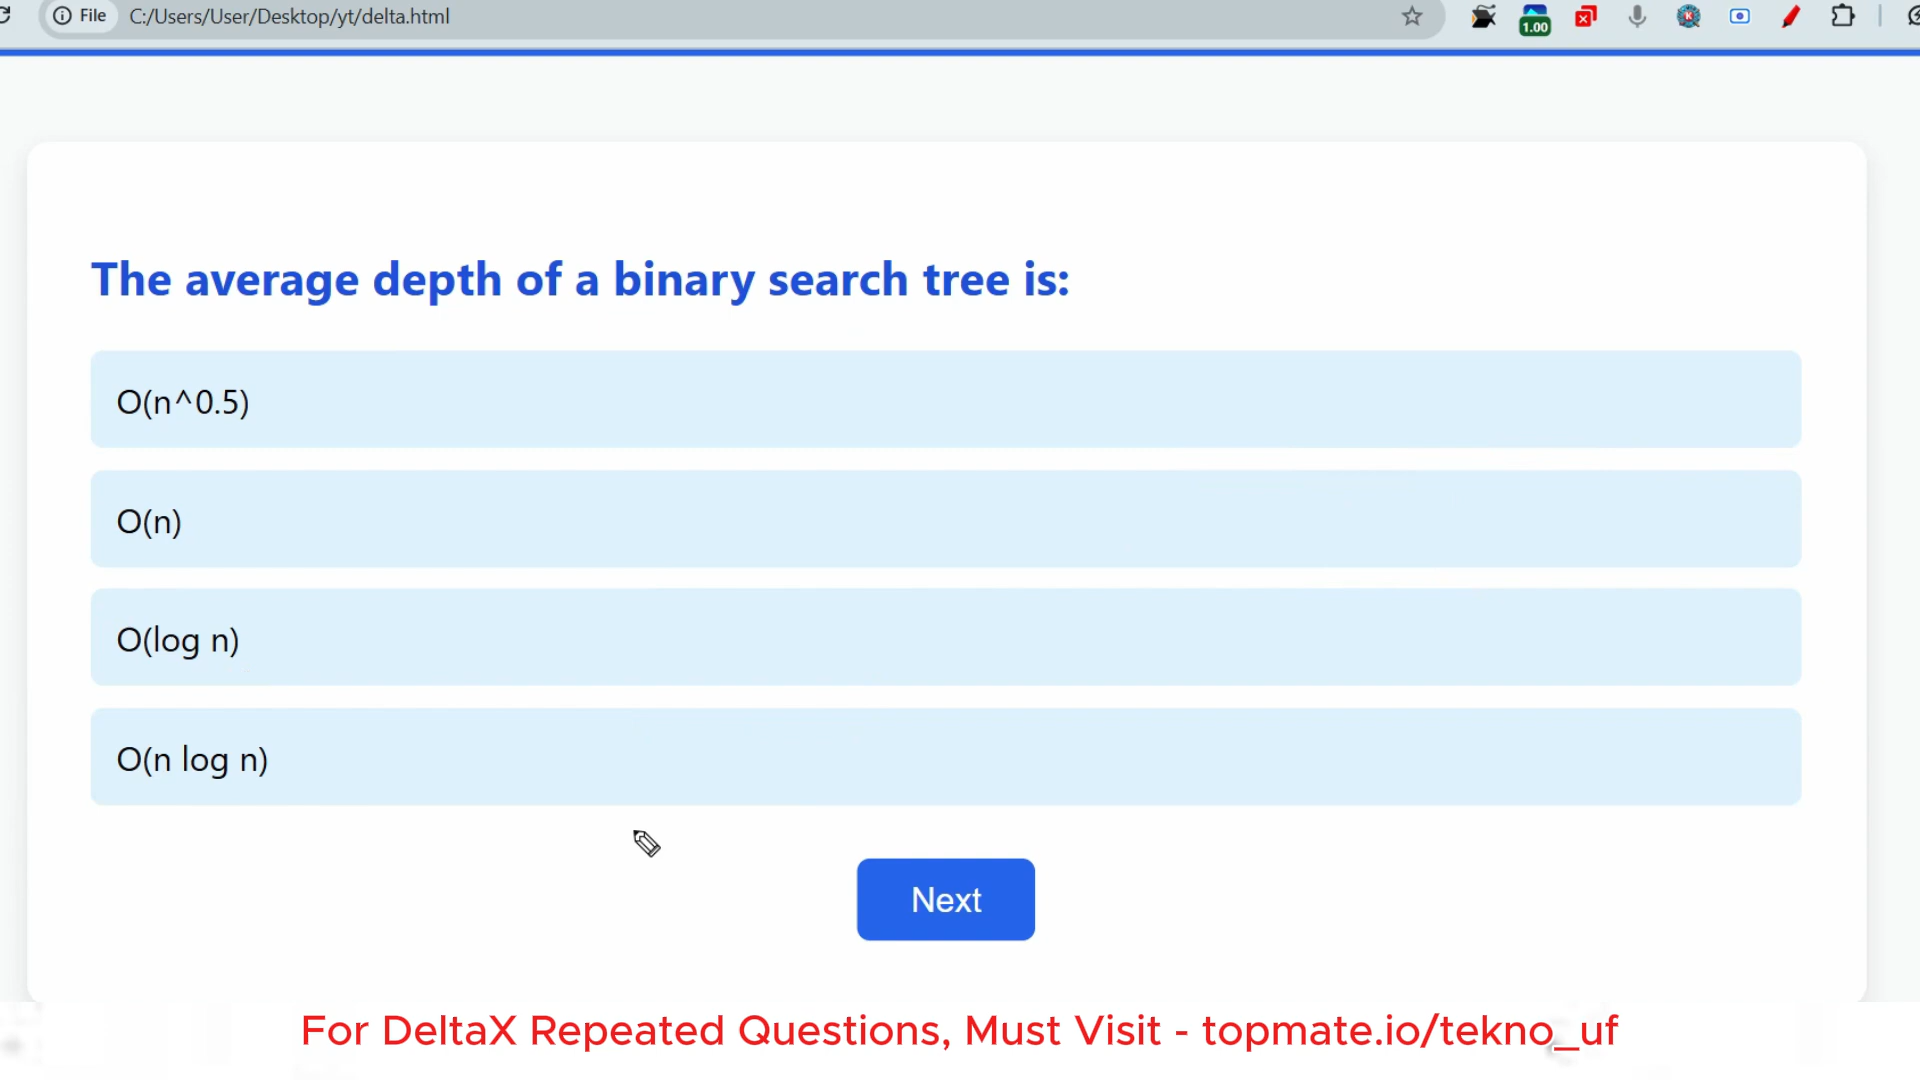 File C:/Users/User/Desktop/yt/delta.html
1.00
The average depth of a binary search tree is:
O(n^0.5)
O(n)
O(log n)
O(n log n)
Next
For DeltaX Repeated Questions, Must Visit - topmate.io/tekno_uf